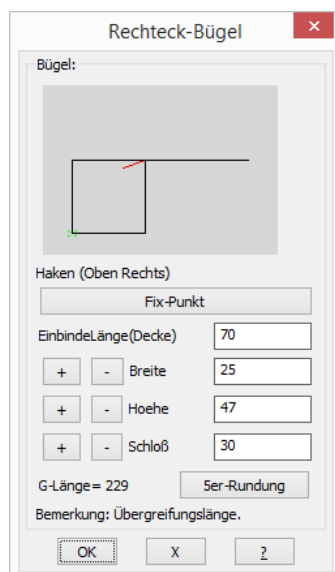 Rechteck-Bügel
x
Bügel:
Haken (Oben Rechts)
Fix-Punkt
EinbindeLänge(Decke) 70
+ - Breite 25
+ - Hoehe 47
+ - Schloß 30
G-Länge= 229 5er-Rundung
Bemerkung: Übergreifungslänge.
OK X ?